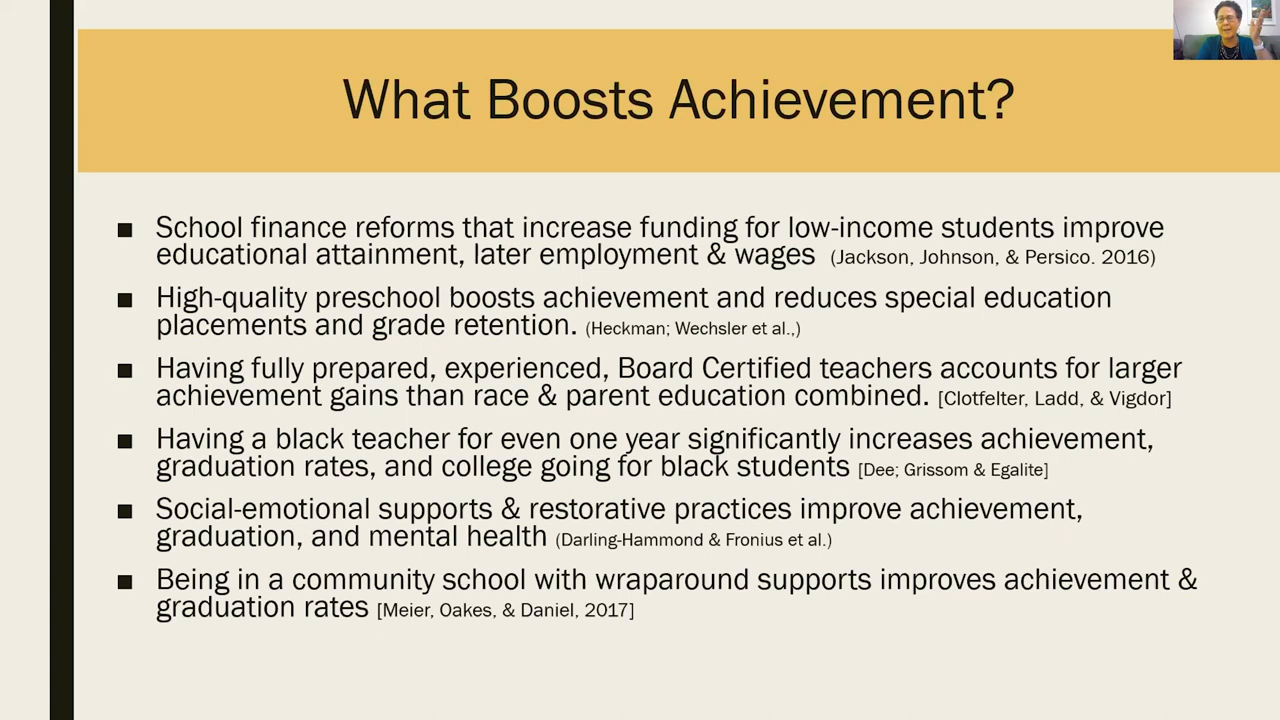 What Boosts Achievement?
■ School finance reforms that increase funding for low-income students improve
educational attainment, later employment & wages (Jackson, Johnson, & Persico. 2016)
■ High-quality preschool boosts achievement and reduces special education
placements and grade retention. (Heckman; Wechsler et al.,)
■ Having fully prepared, experienced, Board Certified teachers accounts for larger
achievement gains than race & parent education combined. [Clotfelter, Ladd, & Vigdor]
■ Having a black teacher for even one year significantly increases achievement,
graduation rates, and college going for black students [Dee; Grissom & Egalite]
■ Social-emotional supports & restorative practices improve achievement,
graduation, and mental health (Darling-Hammond & Fronius et al.)
■ Being in a community school with wraparound supports improves achievement &
graduation rates [Meier, Oakes, & Daniel, 2017]